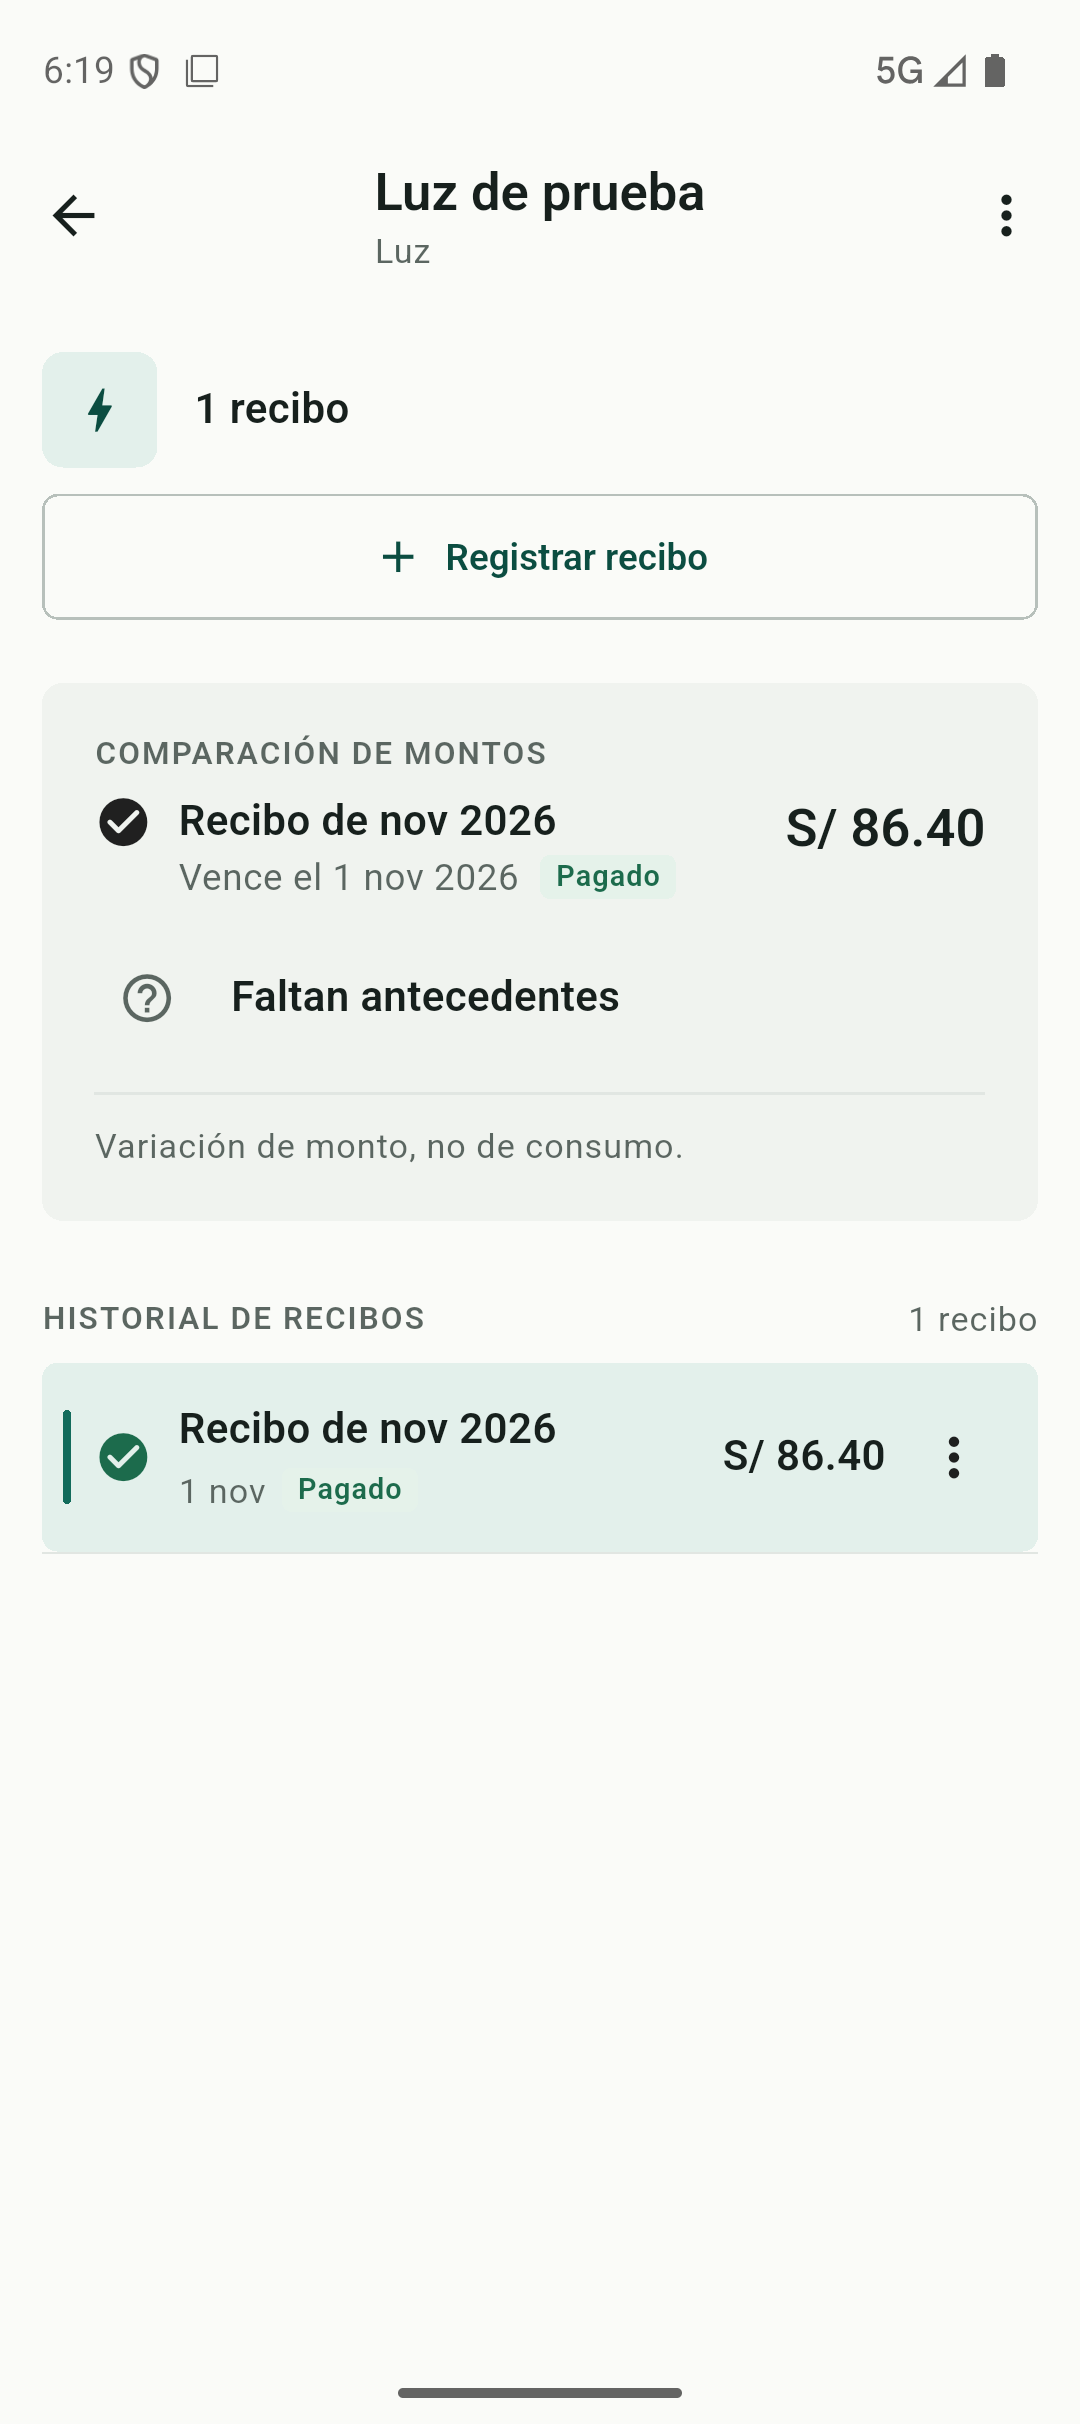 6:19
5G
Luz de prueba
Luz
1 recibo
Registrar recibo
COMPARACIÓN DE MONTOS
Recibo de nov 2026
S/ 86.40
Vence el 1 nov 2026 Pagado
Faltan antecedentes
Variación de monto, no de consumo.
HISTORIAL DE RECIBOS
1 recibo
Recibo de nov 2026
1 nov Pagado
S/ 86.40